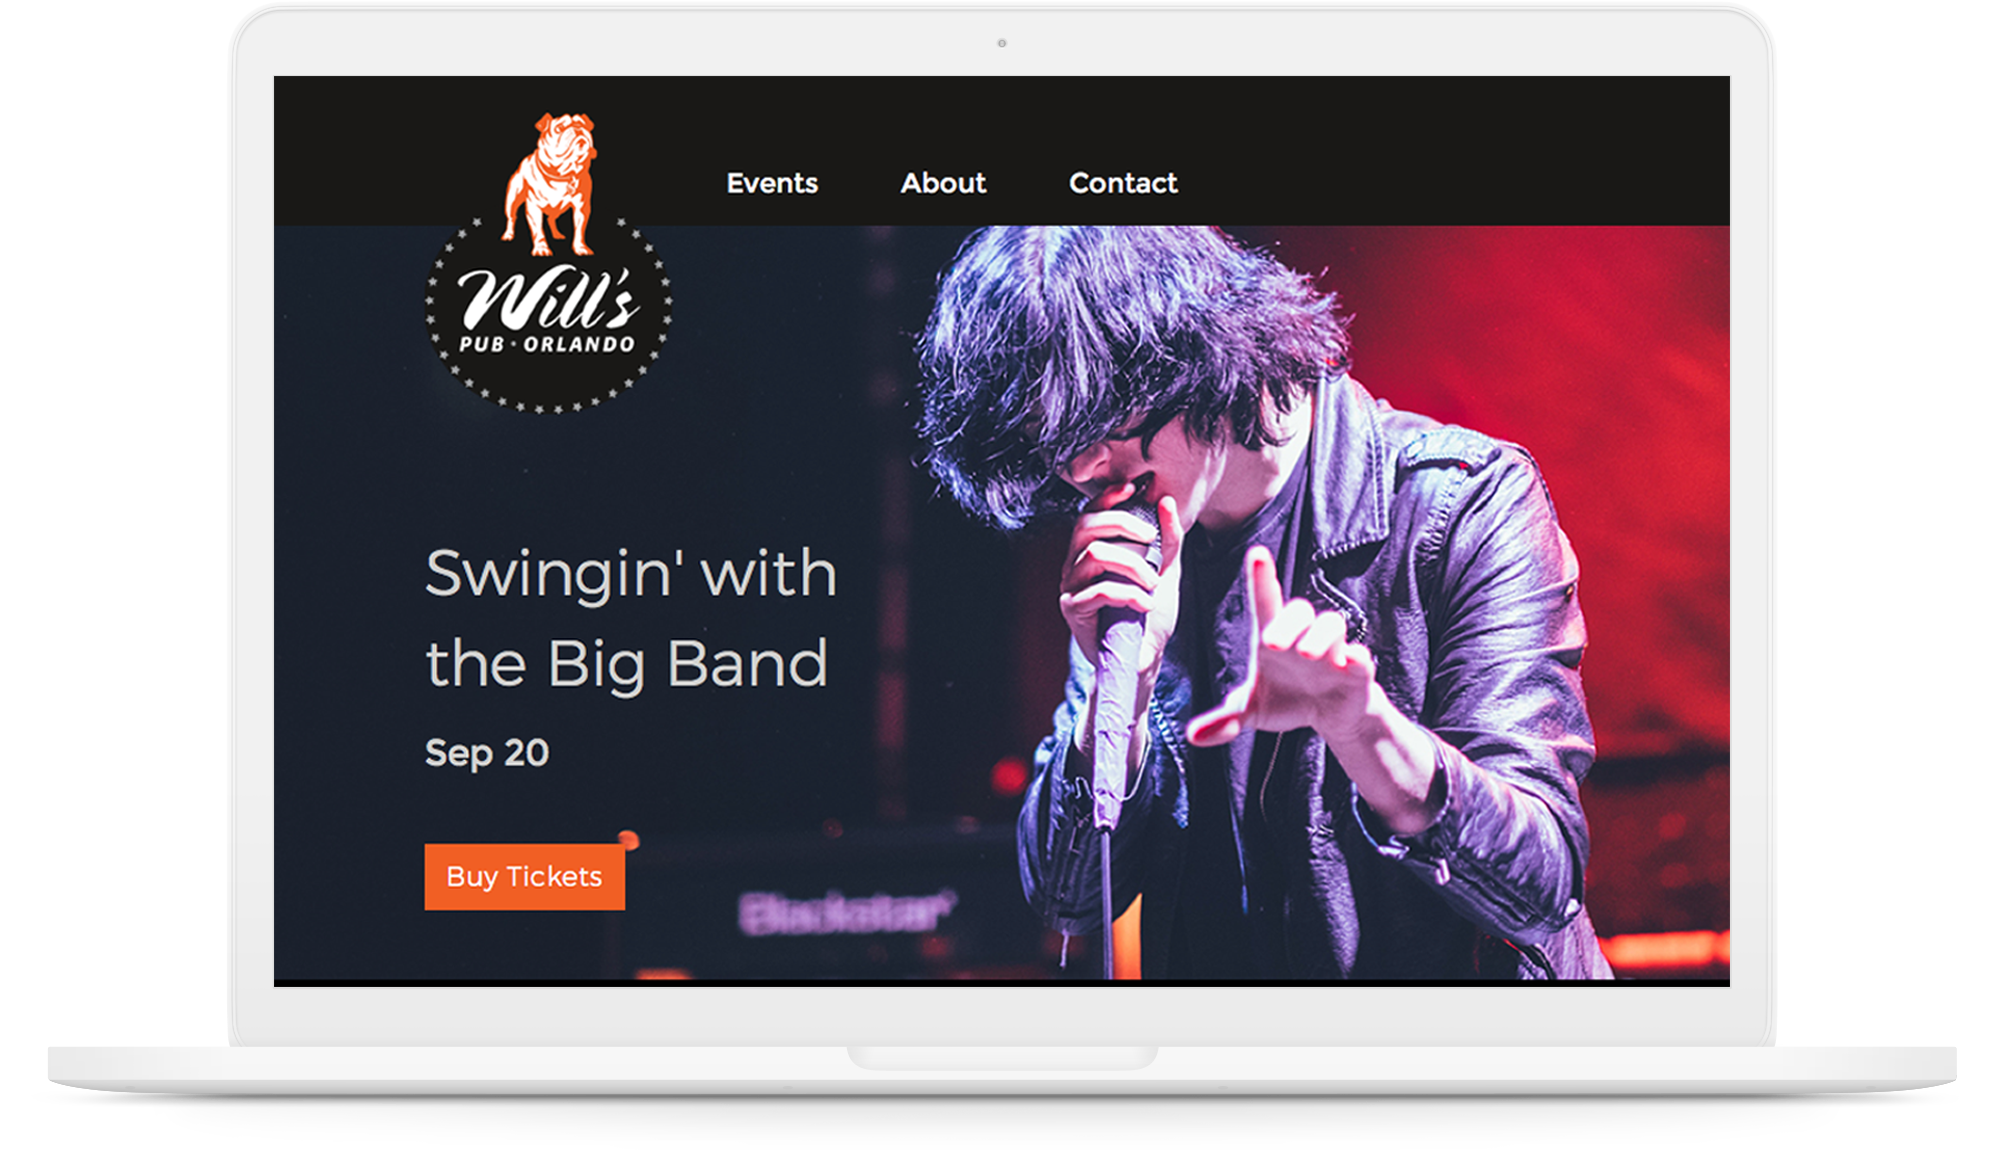 Events About Contact
Will's
PUB • ORLANDO
Swingin' with
the Big Band
Sep 20
Buy Tickets
Blackstar